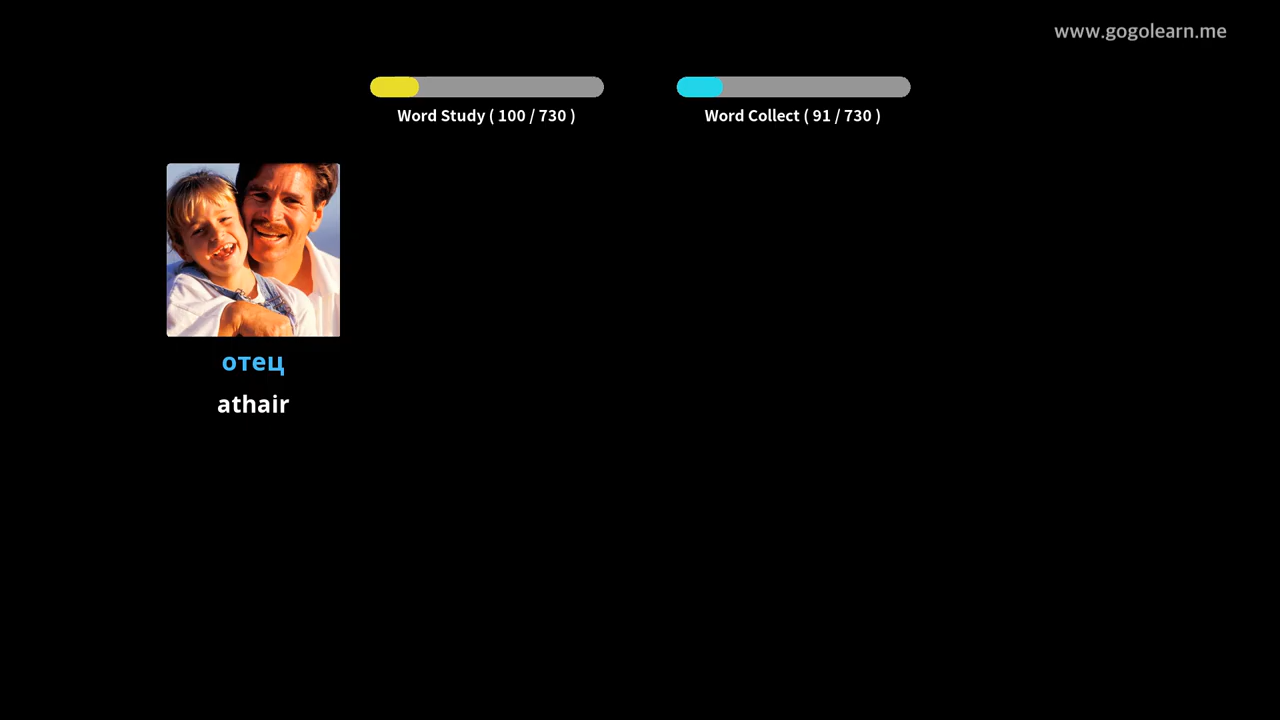 www.gogolearn.me
Word Study ( 100 / 730 )
Word Collect ( 91 / 730 )
отец
athair